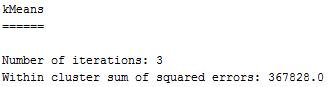 kMeans
======
Number of iterations: 3
Within cluster sum of squared errors: 367828.0